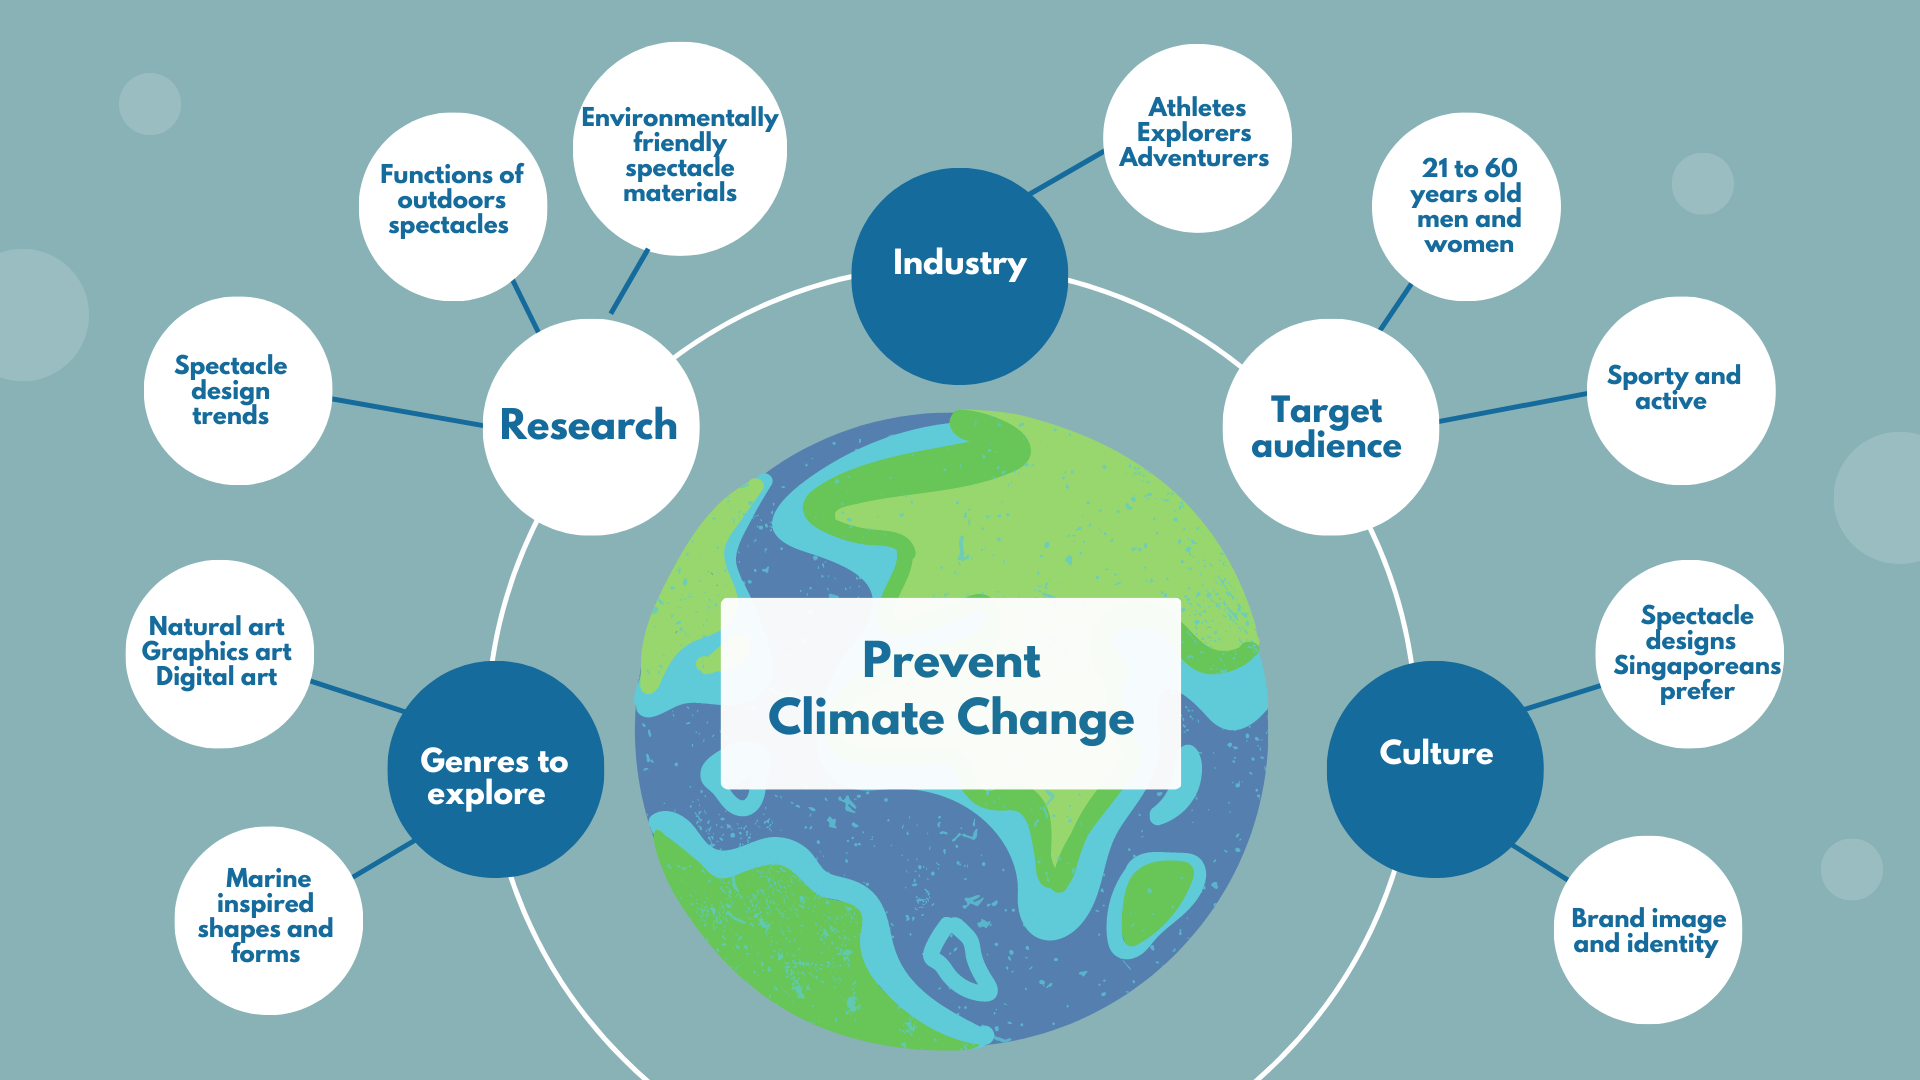 Prevent
Climate Change
Industry
Athletes
Explorers
Adventurers
Target
audience
21 to 60
years old
men and
women
Sporty and
active
Culture
Spectacle
designs
Singaporeans
prefer
Brand image
and identity
Research
Environmentally
friendly
spectacle
materials
Functions of
outdoors
spectacles
Spectacle
design
trends
Genres to
explore
Natural art
Graphics art
Digital art
Marine
inspired
shapes and
forms